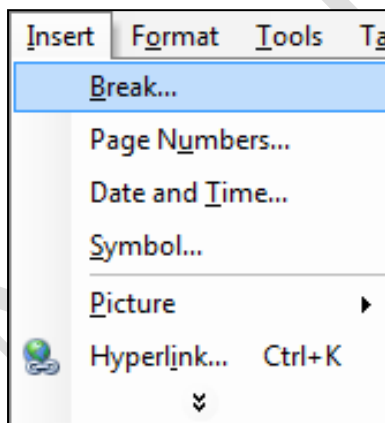 Insert Format Tools Ta
Break...
Page Numbers...
Date and Time...
Symbol...
Picture
Hyperlink... Ctrl+K